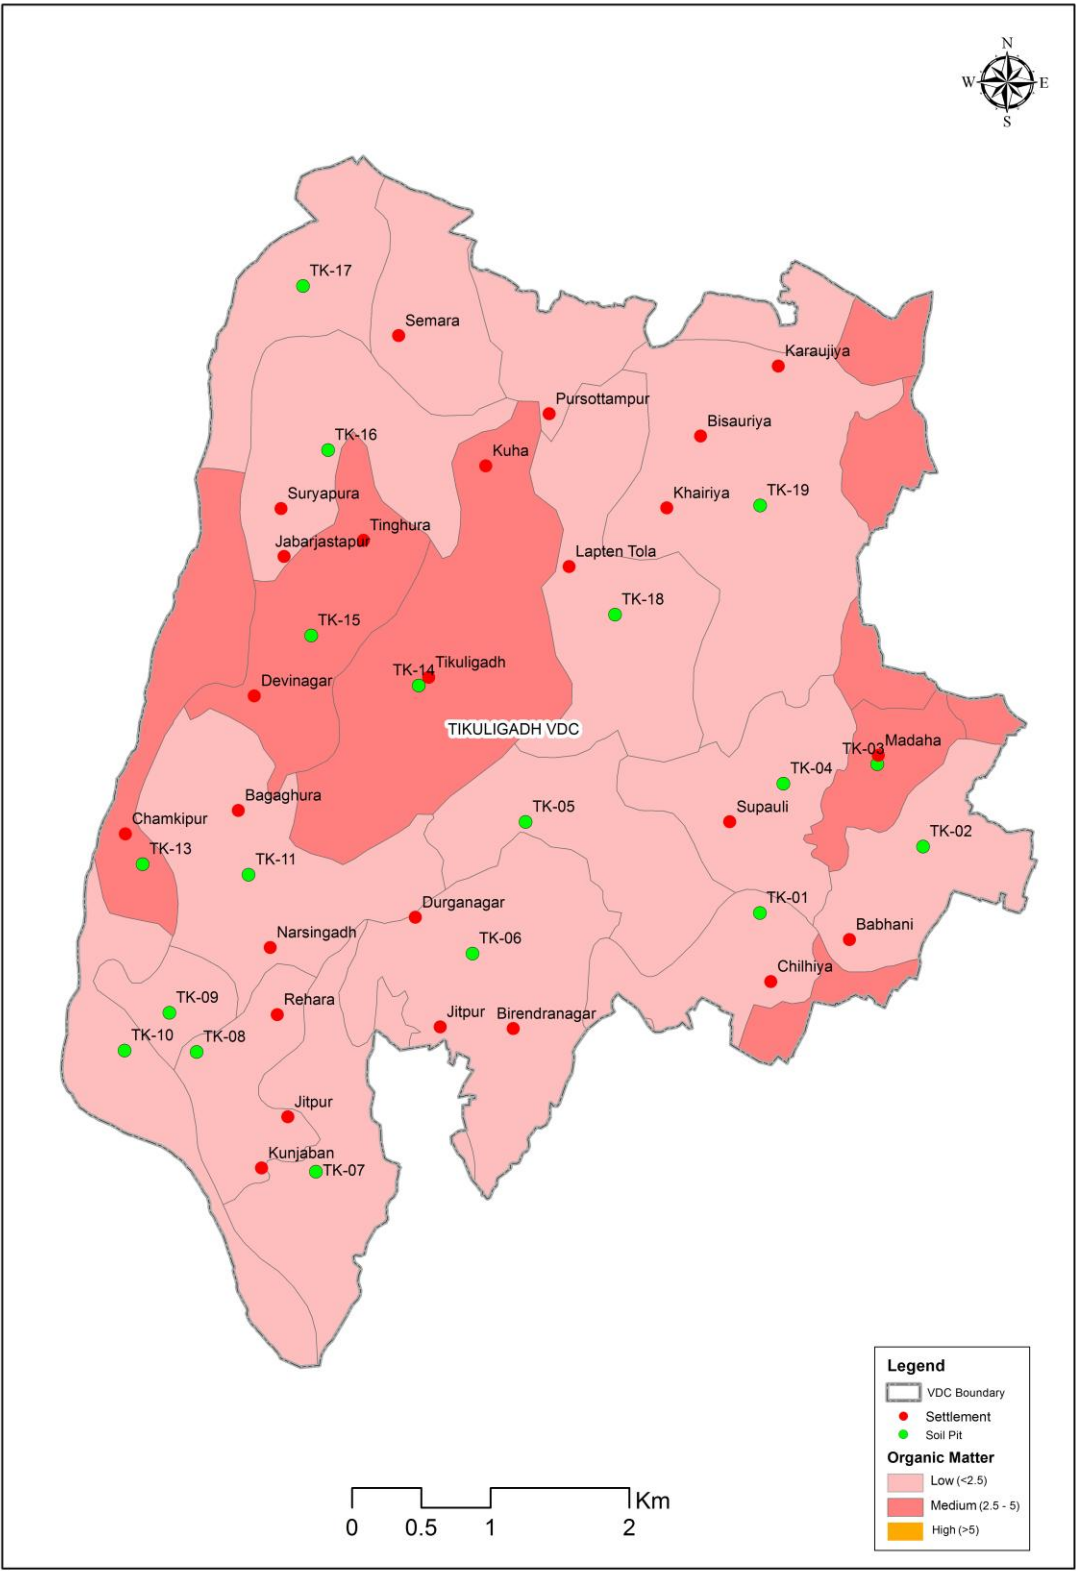 N
W E
S
TK-17
Semara
Karaujiya
Pursottampur
Bisauriya
TK-16
Kuha
Suryapura
Khairiya
TK-19
Tinghura
Jabarjastapur
Lapten Tola
TK-18
TK-15
TK-14
Tikuligadh
Devinagar
TIKULIGADH VDC
TK-03
Madaha
TK-04
Bagaghura
TK-05
Supauli
Chamkipur
TK-02
TK-13
TK-11
Durganagar
TK-01
Babhani
Narsingadh
TK-06
Chilhiya
TK-09
Rehara
Jitpur
Birendranagar
TK-10
TK-08
Jitpur
Kunjaban
TK-07
Legend
VDC Boundary
Settlement
Soil Pit
Organic Matter
Low (<2.5)
Medium (2.5 - 5)
High (>5)
Km
0 0.5 1 2